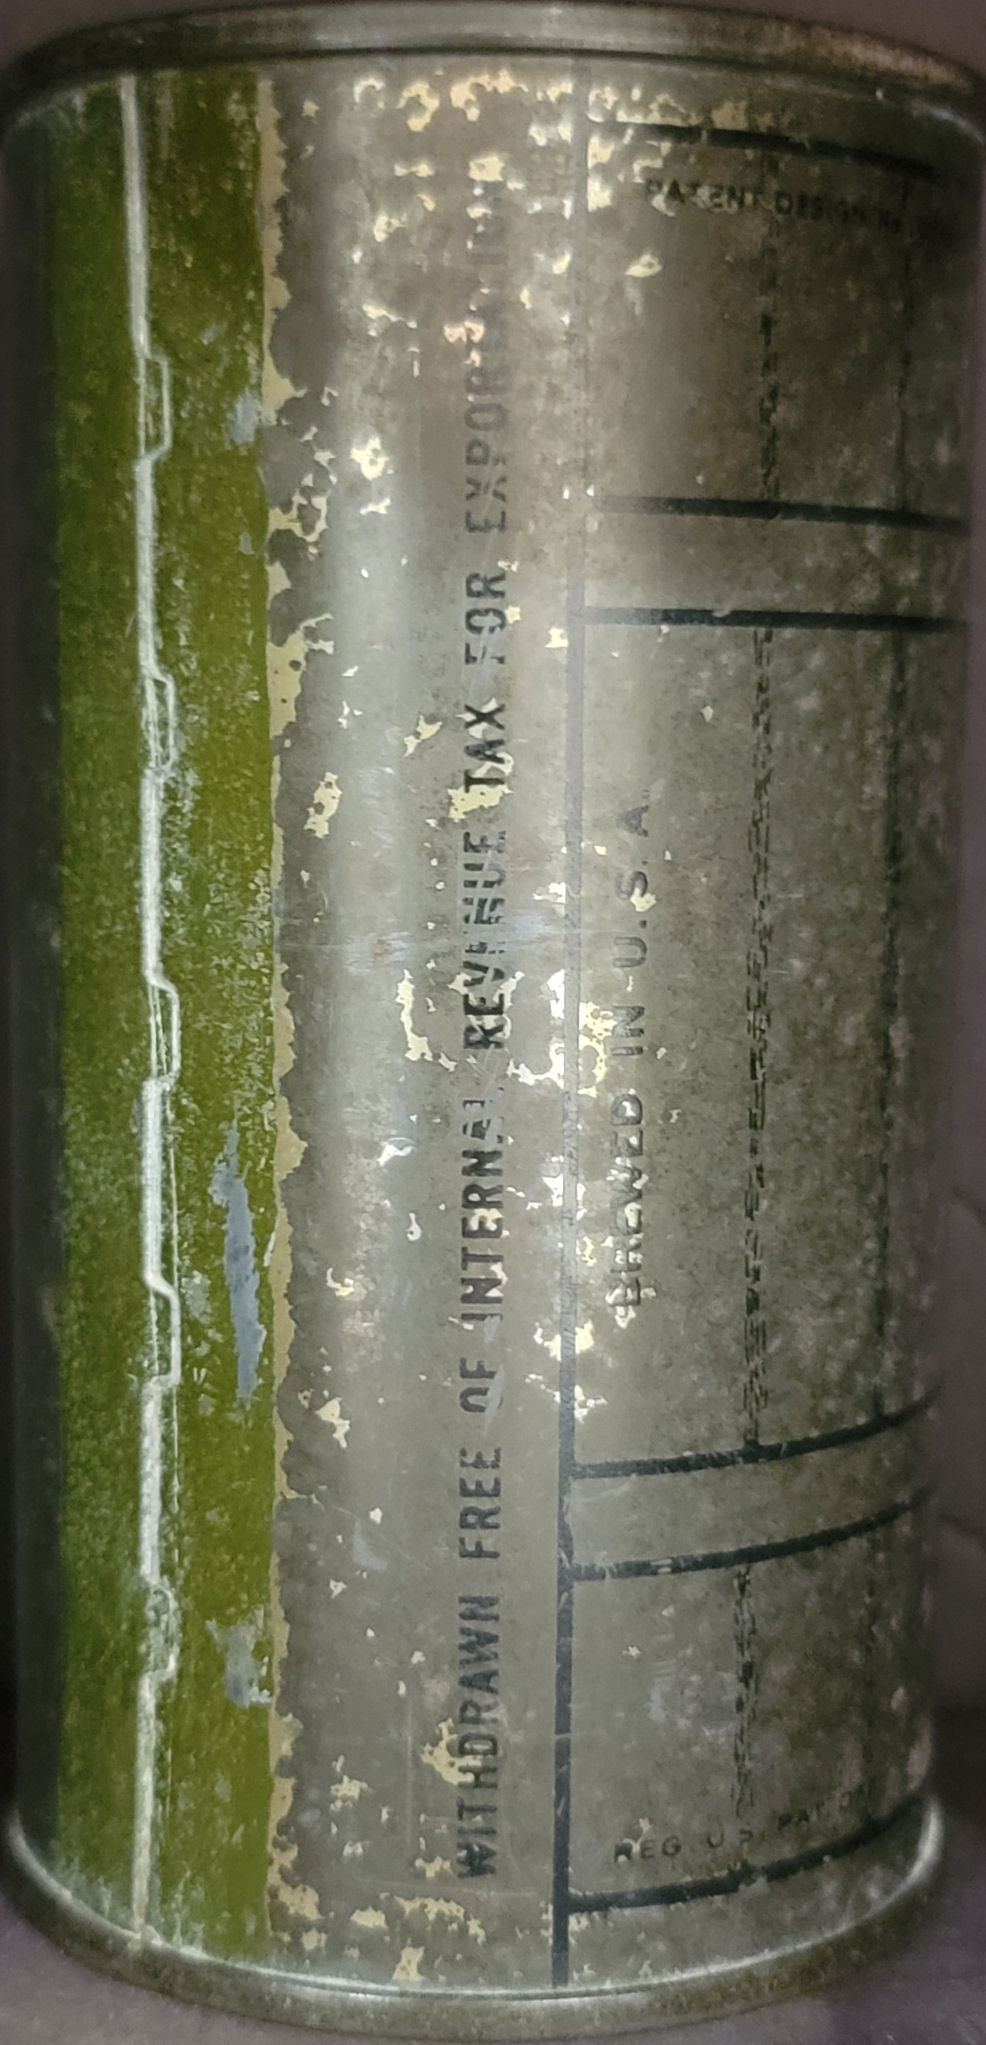 PATENT DESIGN
WITHDRAWN FREE OF INTERNAL REVENUE TAX FOR EXPORTATION
BREWED IN U.S.A.
REG. U.S. PAT.